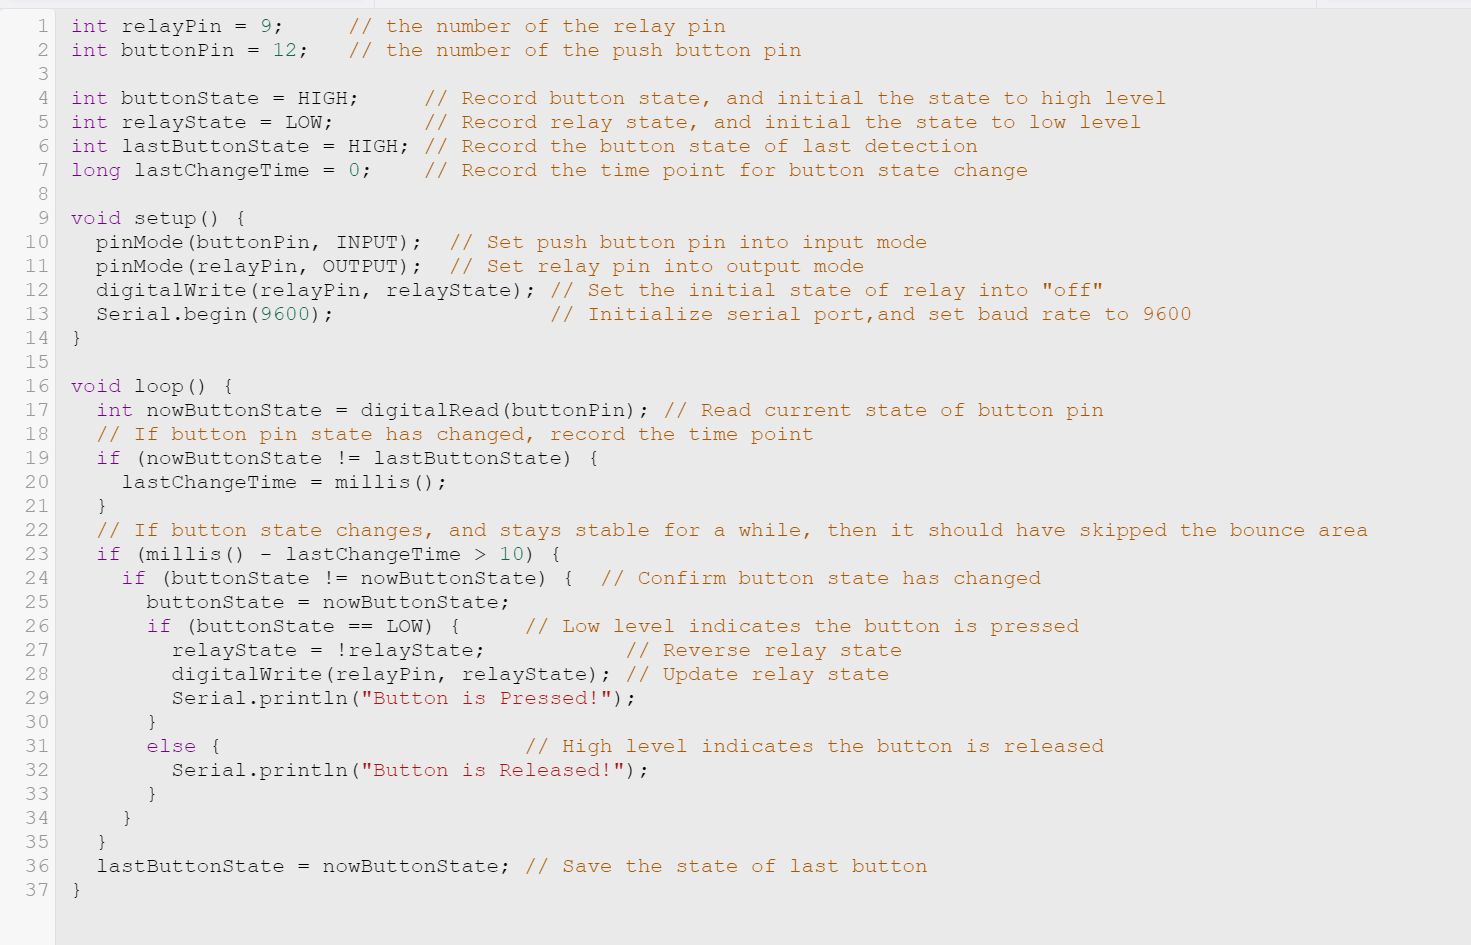 1 int relayPin = 9;     // the number of the relay pin
2 int buttonPin = 12;   // the number of the push button pin
3
4 int buttonState = HIGH;     // Record button state, and initial the state to high level
5 int relayState = LOW;       // Record relay state, and initial the state to low level
6 int lastButtonState = HIGH; // Record the button state of last detection
7 long lastChangeTime = 0;    // Record the time point for button state change
8
9 void setup() {
10   pinMode(buttonPin, INPUT);  // Set push button pin into input mode
11   pinMode(relayPin, OUTPUT);  // Set relay pin into output mode
12   digitalWrite(relayPin, relayState); // Set the initial state of relay into "off"
13   Serial.begin(9600);                 // Initialize serial port,and set baud rate to 9600
14 }
15
16 void loop() {
17   int nowButtonState = digitalRead(buttonPin); // Read current state of button pin
18   // If button pin state has changed, record the time point
19   if (nowButtonState != lastButtonState) {
20     lastChangeTime = millis();
21   }
22   // If button state changes, and stays stable for a while, then it should have skipped the bounce area
23   if (millis() - lastChangeTime > 10) {
24     if (buttonState != nowButtonState) {  // Confirm button state has changed
25       buttonState = nowButtonState;
26       if (buttonState == LOW) {     // Low level indicates the button is pressed
27         relayState = !relayState;           // Reverse relay state
28         digitalWrite(relayPin, relayState); // Update relay state
29         Serial.println("Button is Pressed!");
30       }
31       else {                        // High level indicates the button is released
32         Serial.println("Button is Released!");
33       }
34     }
35   }
36   lastButtonState = nowButtonState; // Save the state of last button
37 }